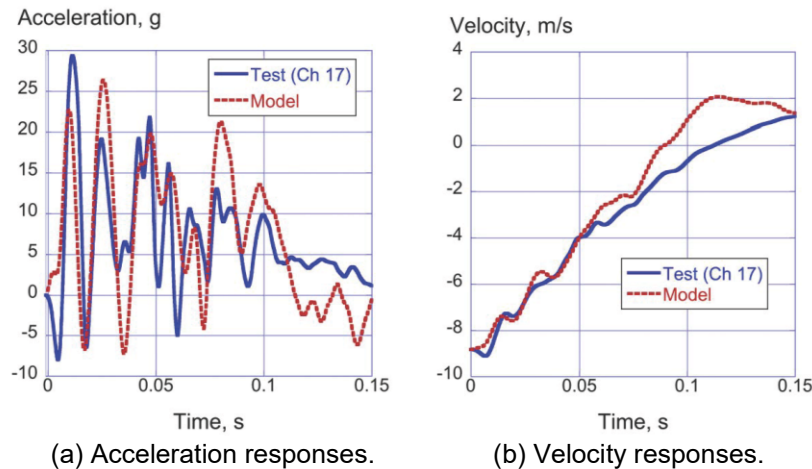 Acceleration, g
30
25
20
15
10
5
0
-5
-10
0 0.05 0.1 0.15
Test (Ch 17)
Model
Time, s
(a) Acceleration responses.
Velocity, m/s
4
2
0
-2
-4
-6
-8
-10
0 0.05 0.1 0.15
Test (Ch 17)
Model
Time, s
(b) Velocity responses.